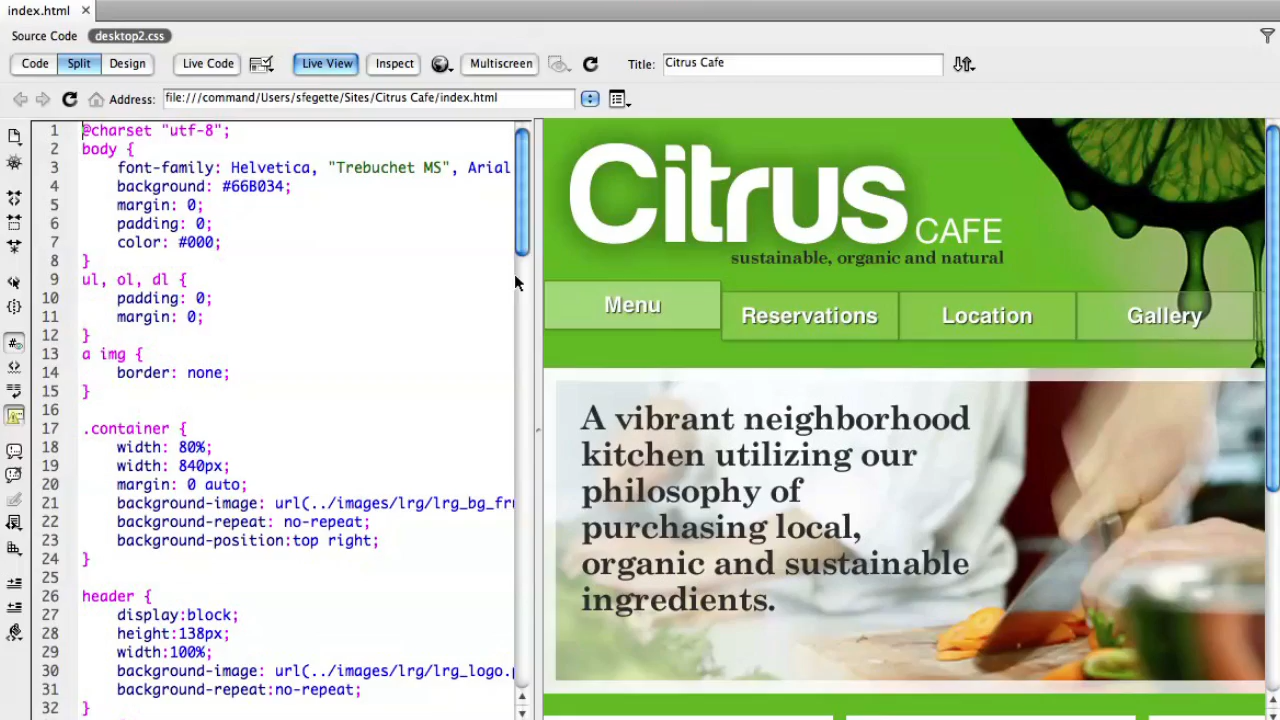 index.html
Source Code desktop2.css
Code Split Design Live Code Live View Inspect Multiscreen Title: Citrus Cafe
Address: file:///command/Users/sfegette/Sites/Citrus Cafe/index.html
1 @charset "utf-8";
2 body {
3 font-family: Helvetica, "Trebuchet MS", Arial
4 background: #66B034;
5 margin: 0;
6 padding: 0;
7 color: #000;
8 }
9 ul, ol, dl {
10 padding: 0;
11 margin: 0;
12 }
13 a img {
14 border: none;
15 }
16
17 .container {
18 width: 80%;
19 width: 840px;
20 margin: 0 auto;
21 background-image: url(../images/lrg/lrg_bg_fr
22 background-repeat: no-repeat;
23 background-position:top right;
24 }
25
26 header {
27 display:block;
28 height:138px;
29 width:100%;
30 background-image: url(../images/lrg/lrg_logo.
31 background-repeat:no-repeat;
32 }
Citrus CAFE
sustainable, organic and natural
Menu Reservations Location Gallery
A vibrant neighborhood
kitchen utilizing our
philosophy of
purchasing local,
organic and sustainable
ingredients.